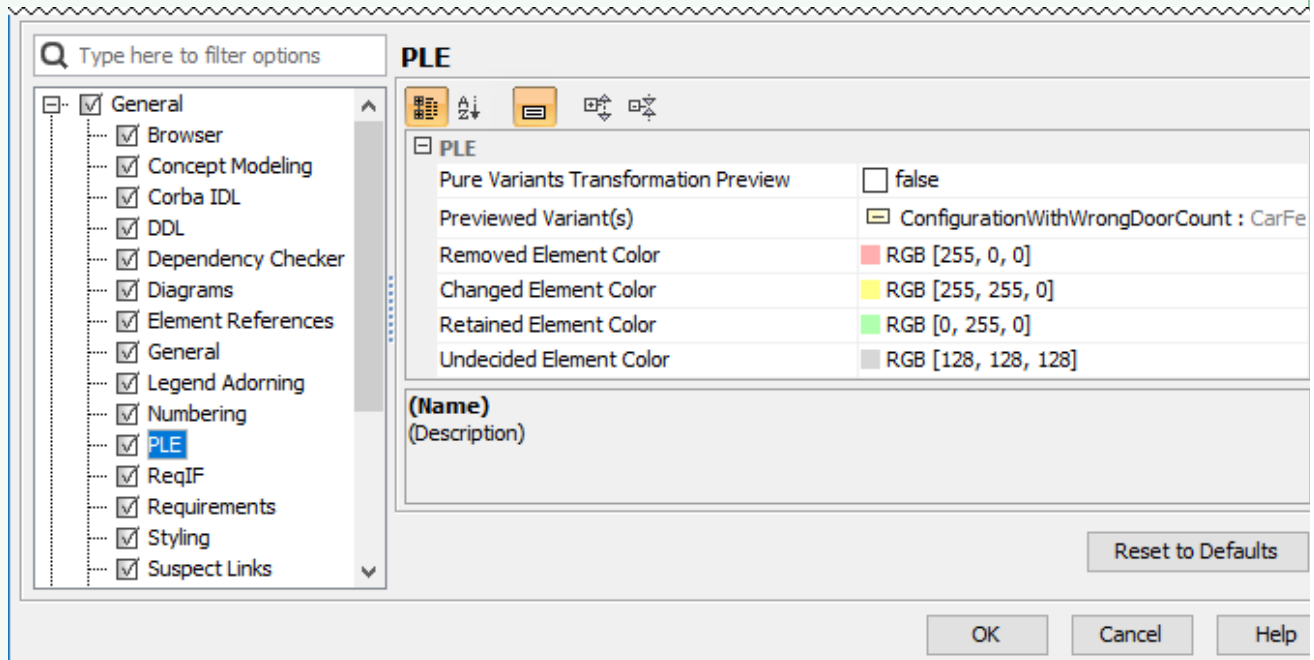 Type here to filter options
General
Browser
Concept Modeling
Corba IDL
DDL
Dependency Checker
Diagrams
Element References
General
Legend Adorning
Numbering
PLE
ReqIF
Requirements
Styling
Suspect Links
PLE
PLE
Pure Variants Transformation Preview false
Previewed Variant(s) ConfigurationWithWrongDoorCount : CarFe
Removed Element Color RGB [255, 0, 0]
Changed Element Color RGB [255, 255, 0]
Retained Element Color RGB [0, 255, 0]
Undecided Element Color RGB [128, 128, 128]
(Name)
(Description)
Reset to Defaults
OK Cancel Help